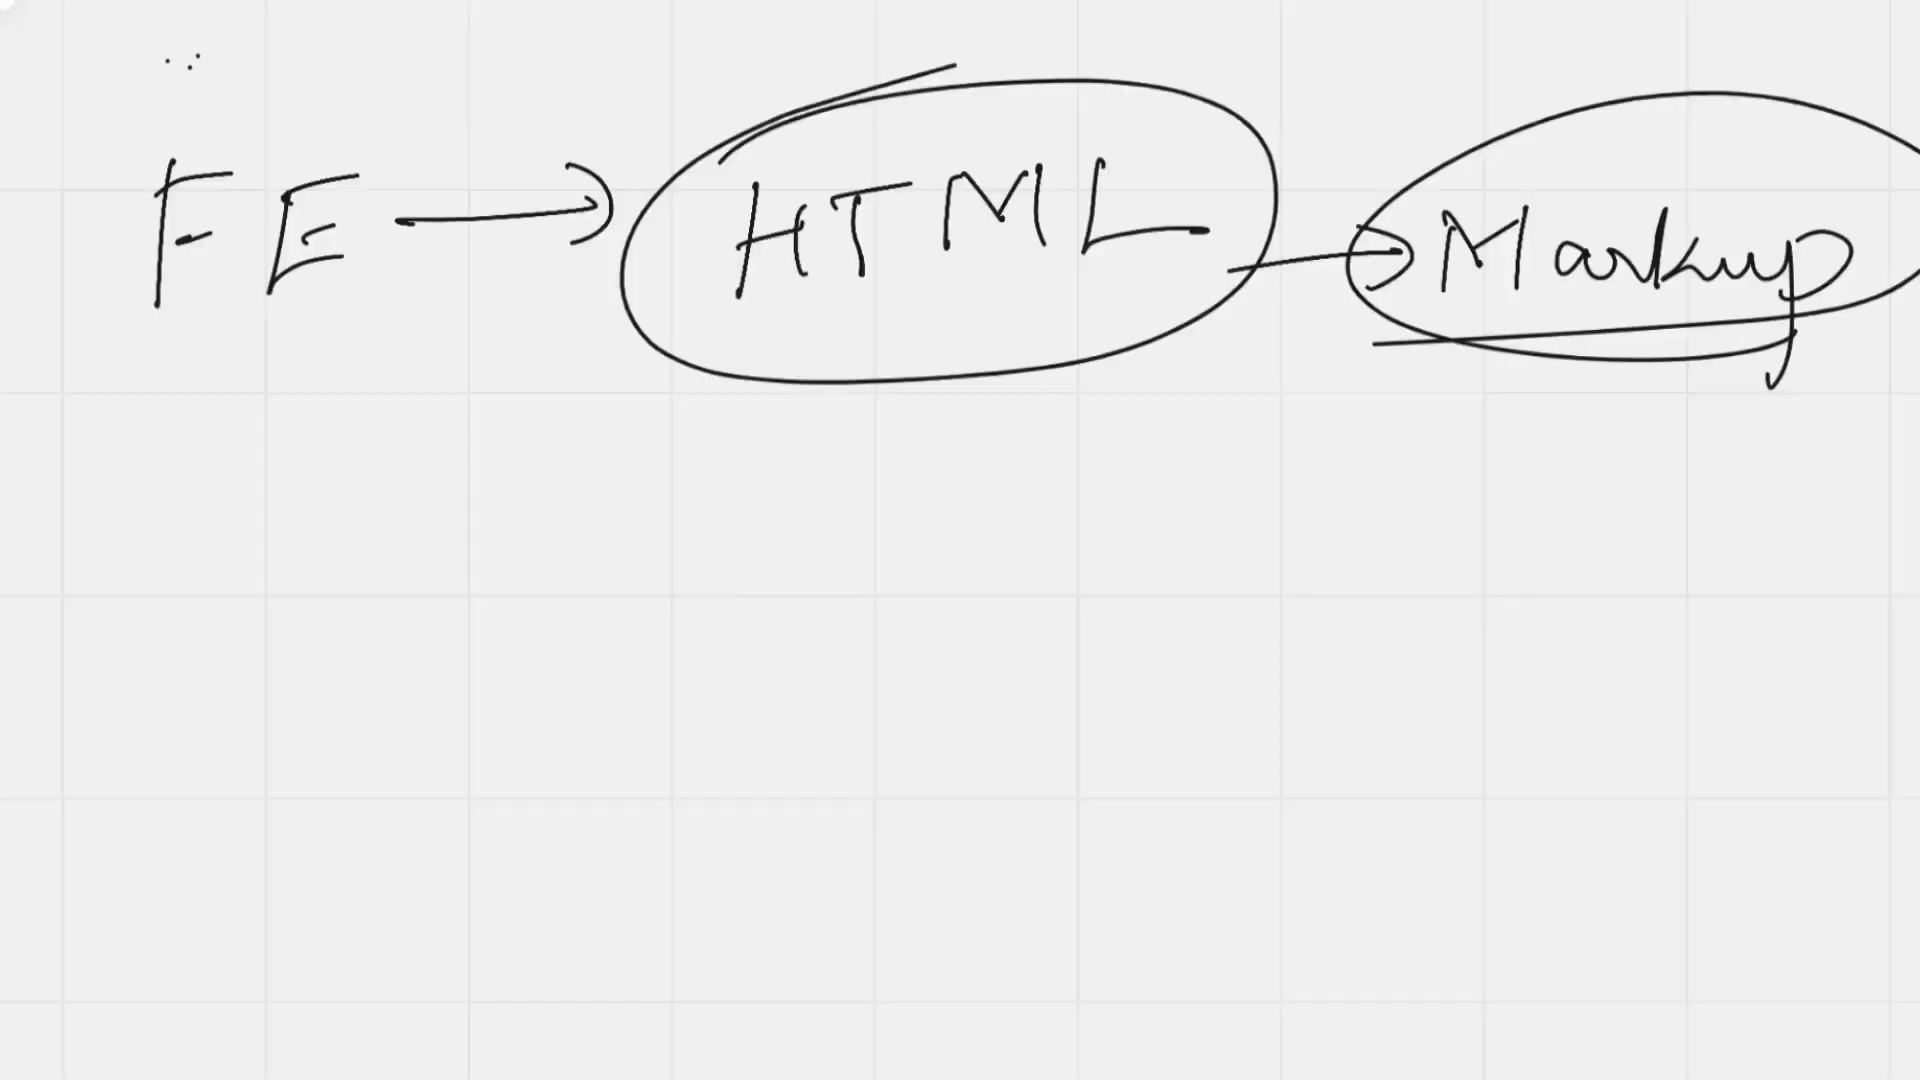 FE → HTML → Markup